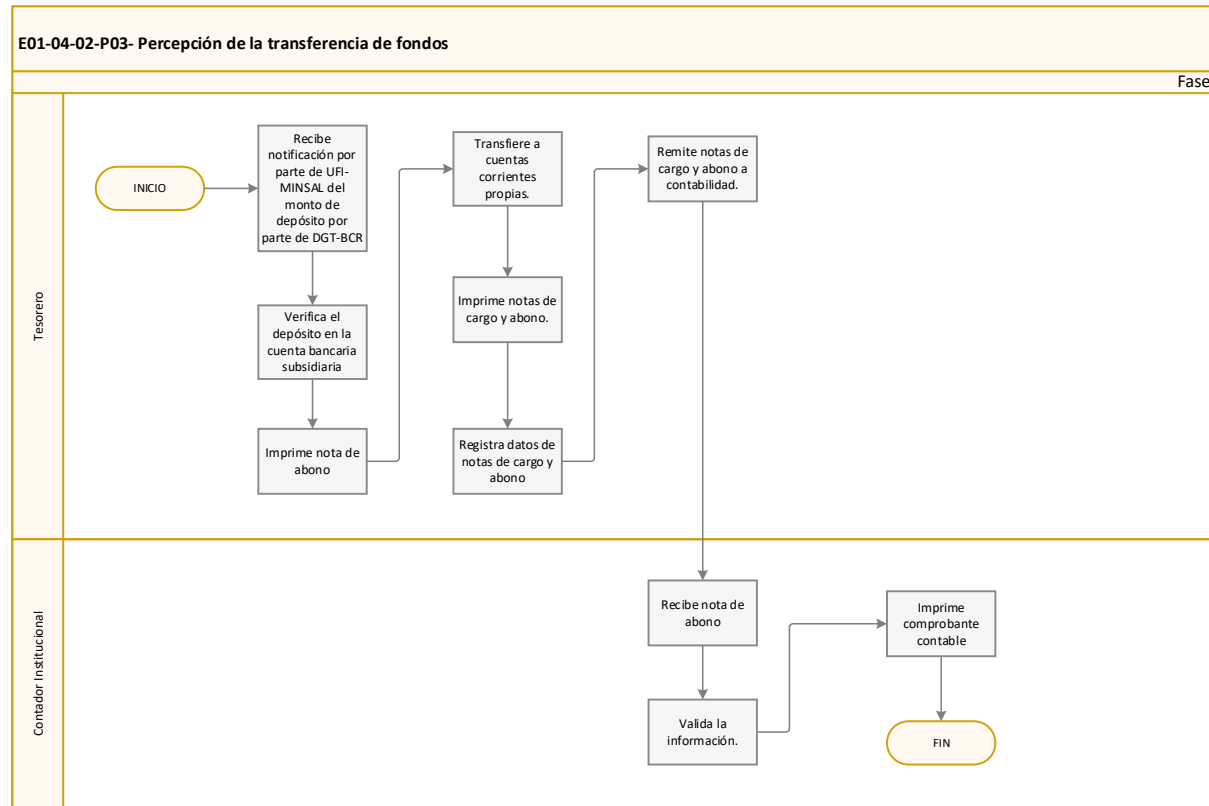 E01-04-02-P03- Percepción de la transferencia de fondos
Fase
Tesorero
INICIO
Recibe
notificación por
parte de UFI-
MINSAL del
monto de
depósito por
parte de DGT-BCR
Verifica el
depósito en la
cuenta bancaria
subsidiaria
Imprime nota de
abono
Transfiere a
cuentas
corrientes
propias.
Imprime notas de
cargo y abono.
Registra datos de
notas de cargo y
abono
Remite notas de
cargo y abono a
contabilidad.
Contador Institucional
Recibe nota de
abono
Valida la
información.
Imprime
comprobante
contable
FIN